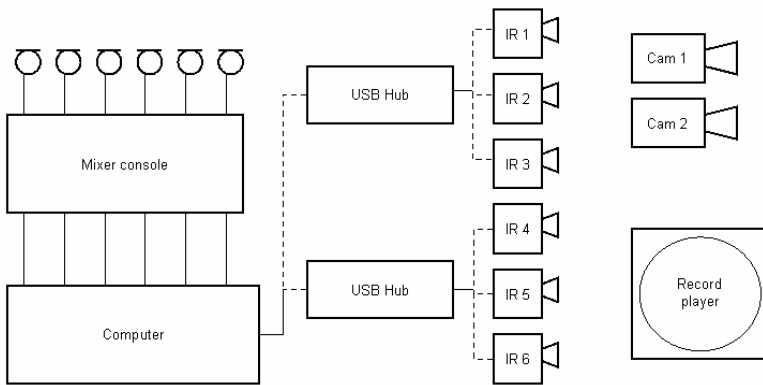 IR 1
Cam 1
USB Hub
IR 2
Cam 2
Mixer console
IR 3
IR 4
USB Hub
IR 5
Record
player
Computer
IR 6